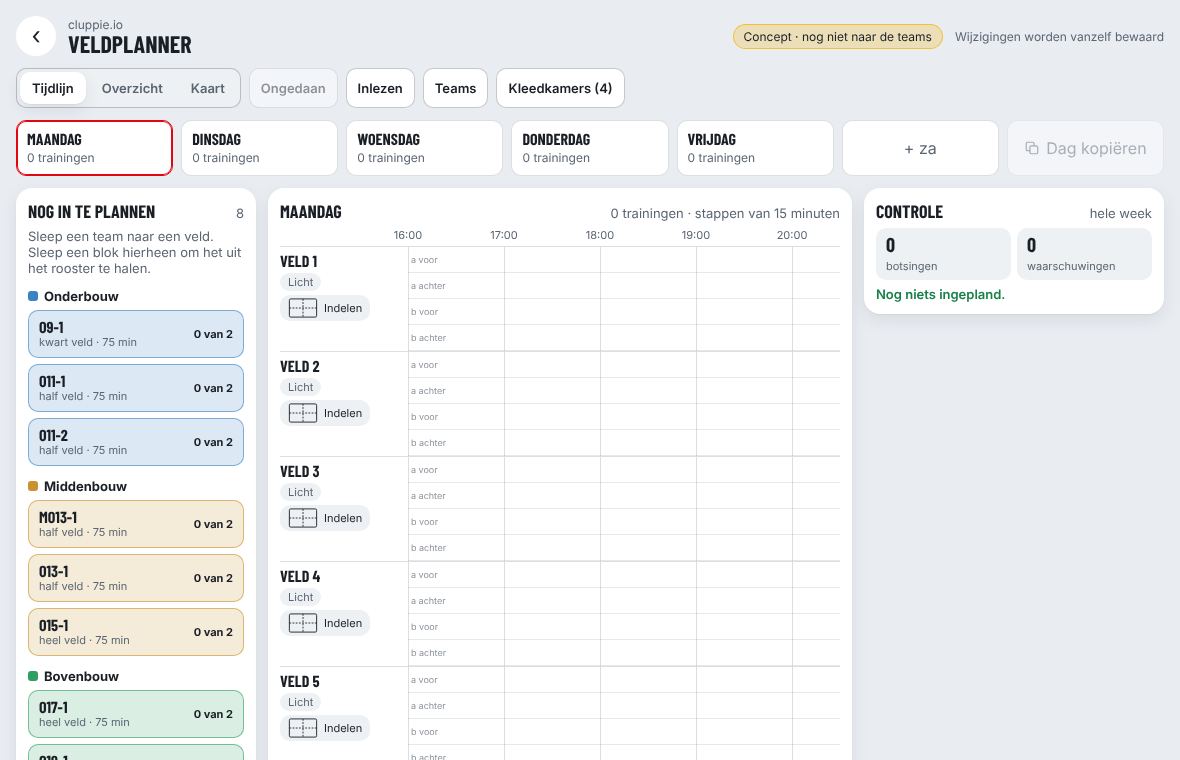 cluppie.io
VELDPLANNER
Concept · nog niet naar de teams
Wijzigingen worden vanzelf bewaard
Tijdlijn
Overzicht
Kaart
Ongedaan
Inlezen
Teams
Kleedkamers (4)
MAANDAG
0 trainingen
DINSDAG
0 trainingen
WOENSDAG
0 trainingen
DONDERDAG
0 trainingen
VRIJDAG
0 trainingen
+ za
Dag kopiëren
NOG IN TE PLANNEN
8
Sleep een team naar een veld.
Sleep een blok hierheen om het uit
het rooster te halen.
Onderbouw
O9-1
kwart veld · 75 min
0 van 2
O11-1
half veld · 75 min
0 van 2
O11-2
half veld · 75 min
0 van 2
Middenbouw
MO13-1
half veld · 75 min
0 van 2
O13-1
half veld · 75 min
0 van 2
O15-1
heel veld · 75 min
0 van 2
Bovenbouw
O17-1
heel veld · 75 min
0 van 2
MAANDAG
0 trainingen · stappen van 15 minuten
16:00
17:00
18:00
19:00
20:00
VELD 1
Licht
Indelen
a voor
a achter
b voor
b achter
VELD 2
Licht
Indelen
a voor
a achter
b voor
b achter
VELD 3
Licht
Indelen
a voor
a achter
b voor
b achter
VELD 4
Licht
Indelen
a voor
a achter
b voor
b achter
VELD 5
Licht
Indelen
a voor
a achter
b voor
b achter
CONTROLE
hele week
0
botsingen
0
waarschuwingen
Nog niets ingepland.